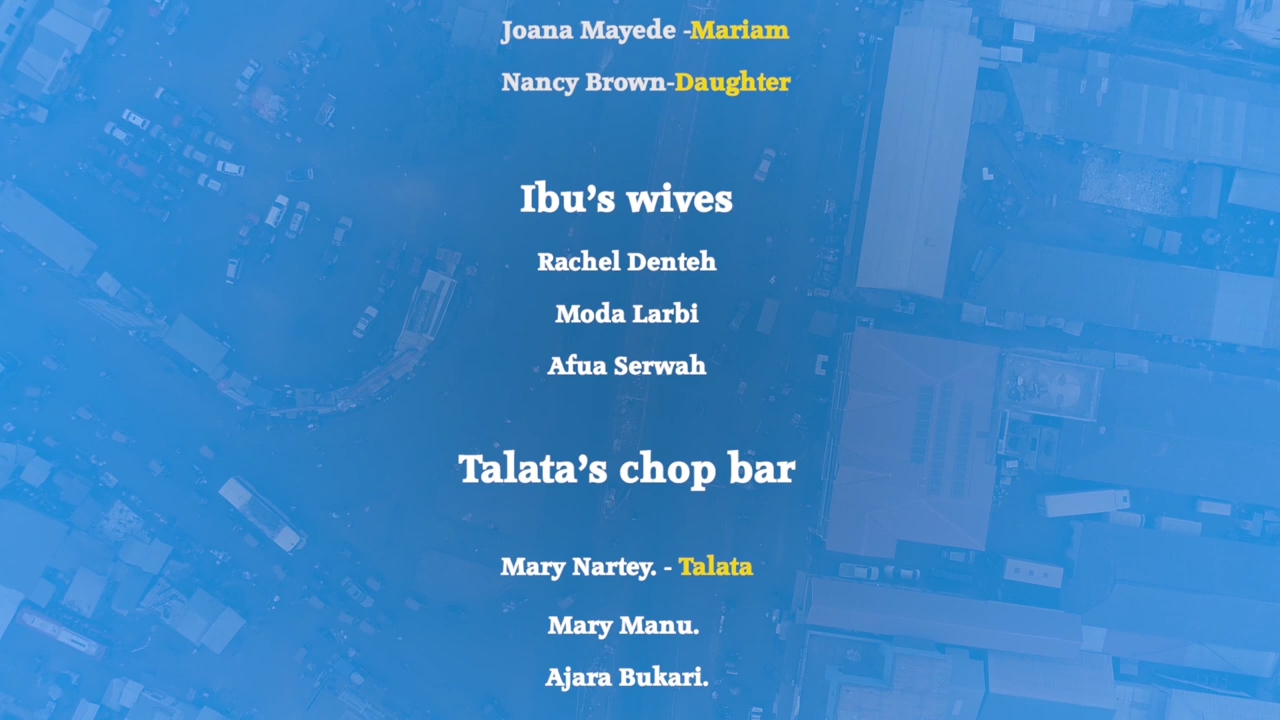 Joana Mayede -Mariam
Nancy Brown-Daughter
Ibu's wives
Rachel Denteh
Moda Larbi
Afua Serwah
Talata's chop bar
Mary Nartey. - Talata
Mary Manu.
Ajara Bukari.